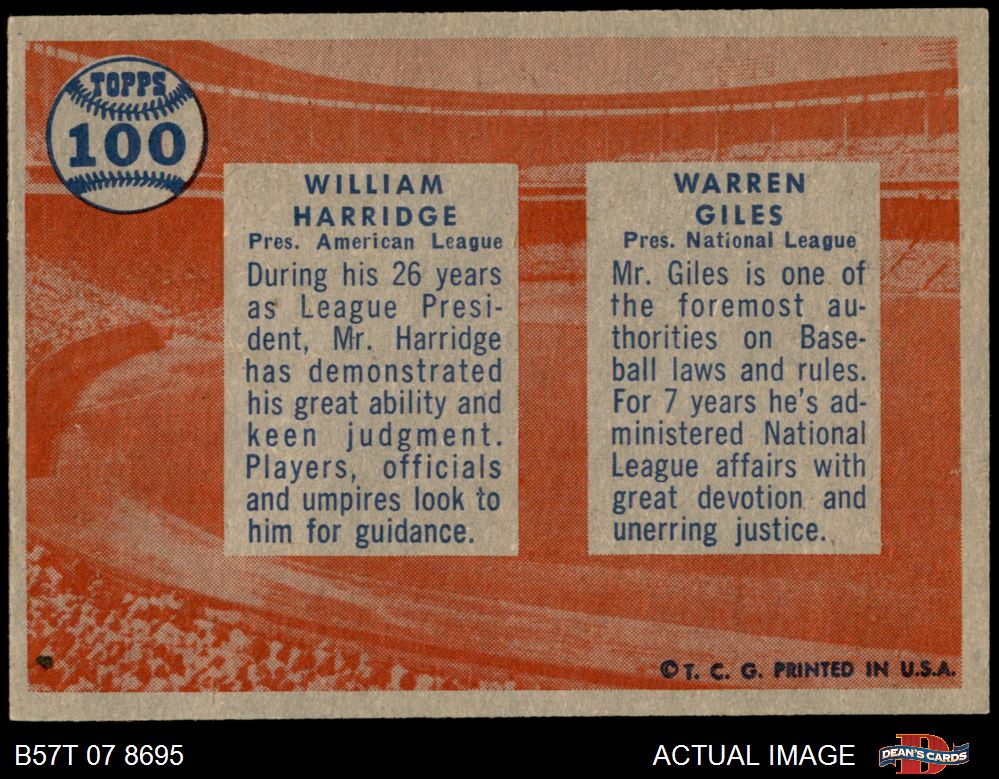 TOPPS
100
WILLIAM
HARRIDGE
Pres. American League
During his 26 years
as League Presi-
dent, Mr. Harridge
has demonstrated
his great ability and
keen judgment.
Players, officials
and umpires look to
him for guidance.
WARREN
GILES
Pres. National League
Mr. Giles is one of
the foremost au-
thorities on Base-
ball laws and rules.
For 7 years he's ad-
ministered National
League affairs with
great devotion and
unerring justice.
©T. C. G. PRINTED IN U.S.A.
B57T 07 8695
ACTUAL IMAGE
DEAN'S CARDS